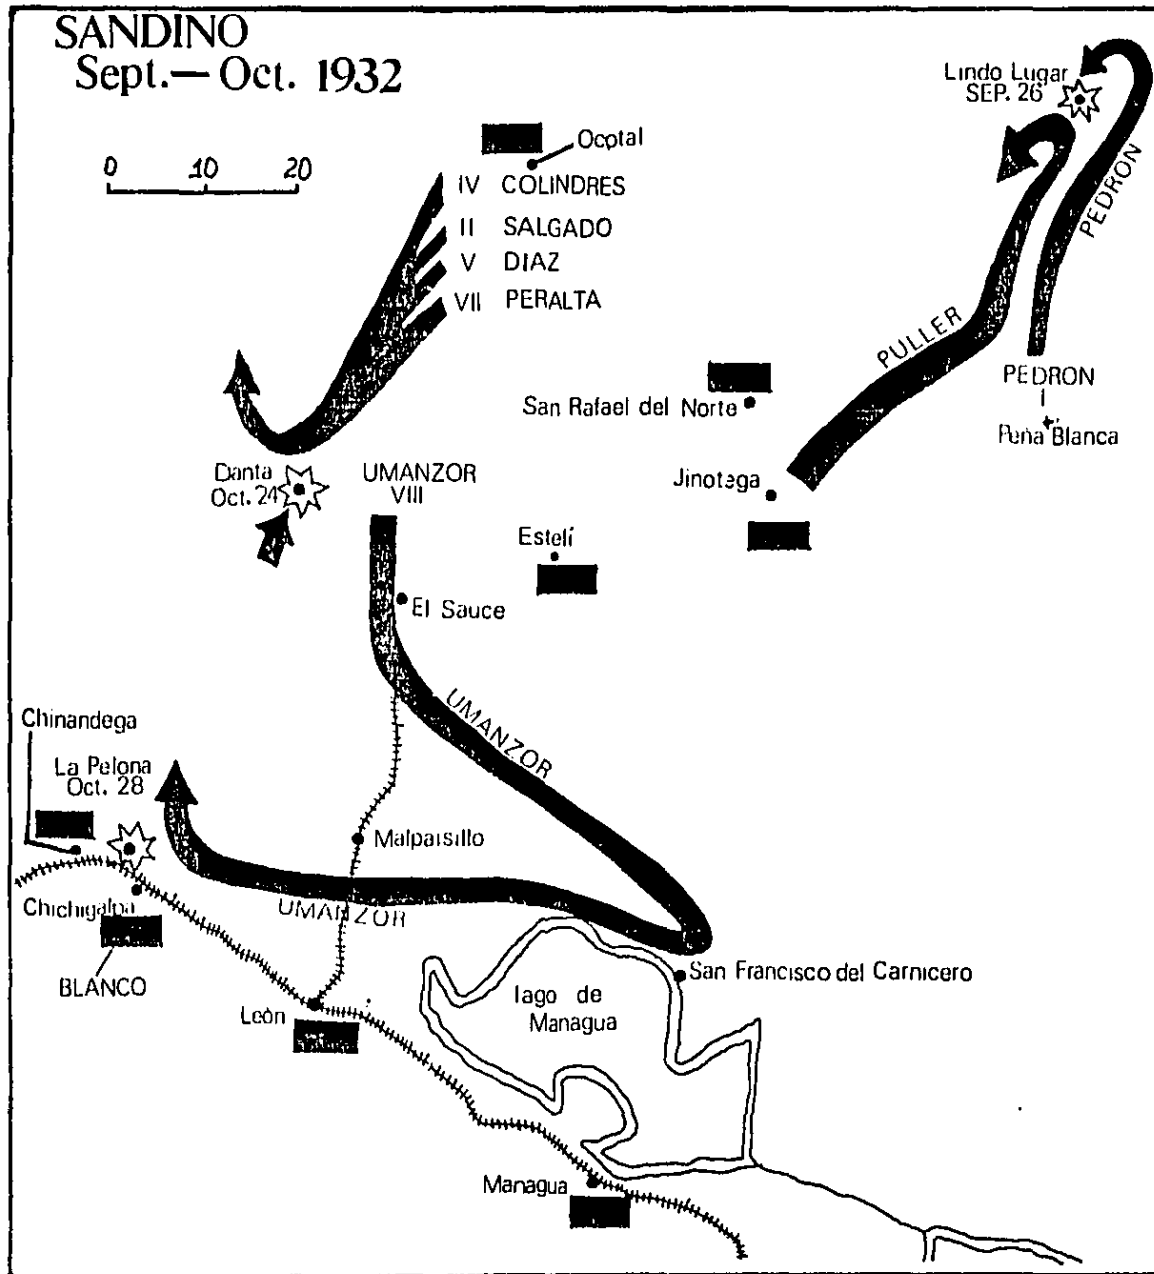 SANDINO
Sept.— Oct. 1932
0 10 20
Ocotal
IV COLINDRES
II SALGADO
V DIAZ
VII PERALTA
Lindo Lugar
SEP. 26
PEDRON
PULLER
PEDRON
Peña Blanca
San Rafael del Norte
Jinotega
Danta
Oct. 24
UMANZOR
VIII
Estelí
El Sauce
UMANZOR
Chinandega
La Pelona
Oct. 28
Malpaisillo
Chichigalpa
UMANZOR
BLANCO
San Francisco del Carnicero
León
lago de
Managua
Managua